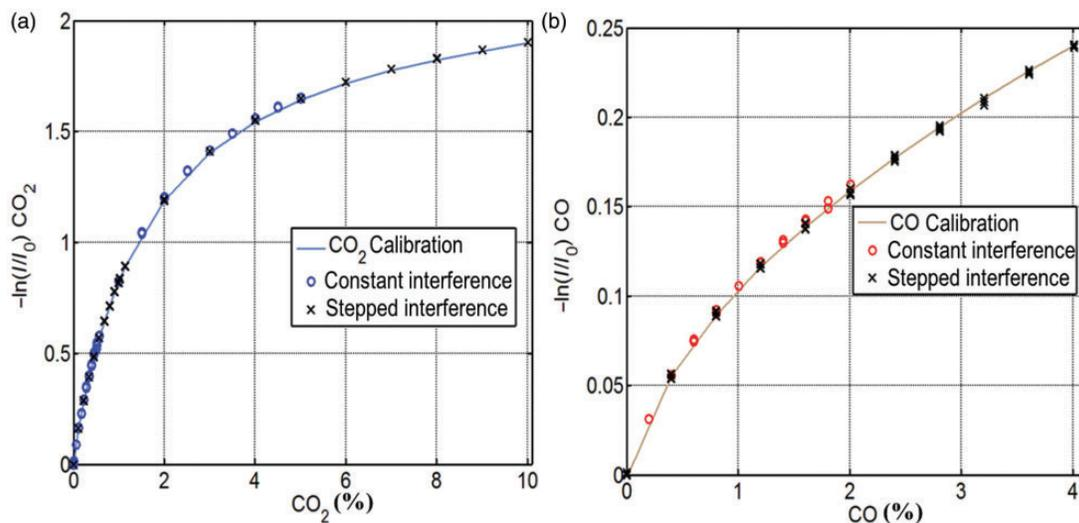 (a)
2
1.5
1
0.5
0
−ln(I/I0) CO2
CO2 Calibration
Constant interference
Stepped interference
0 2 4 6 8 10
CO2 (%)
(b)
0.25
0.2
0.15
0.1
0.05
0
−ln(I/I0) CO
CO Calibration
Constant interference
Stepped interference
0 1 2 3 4
CO (%)